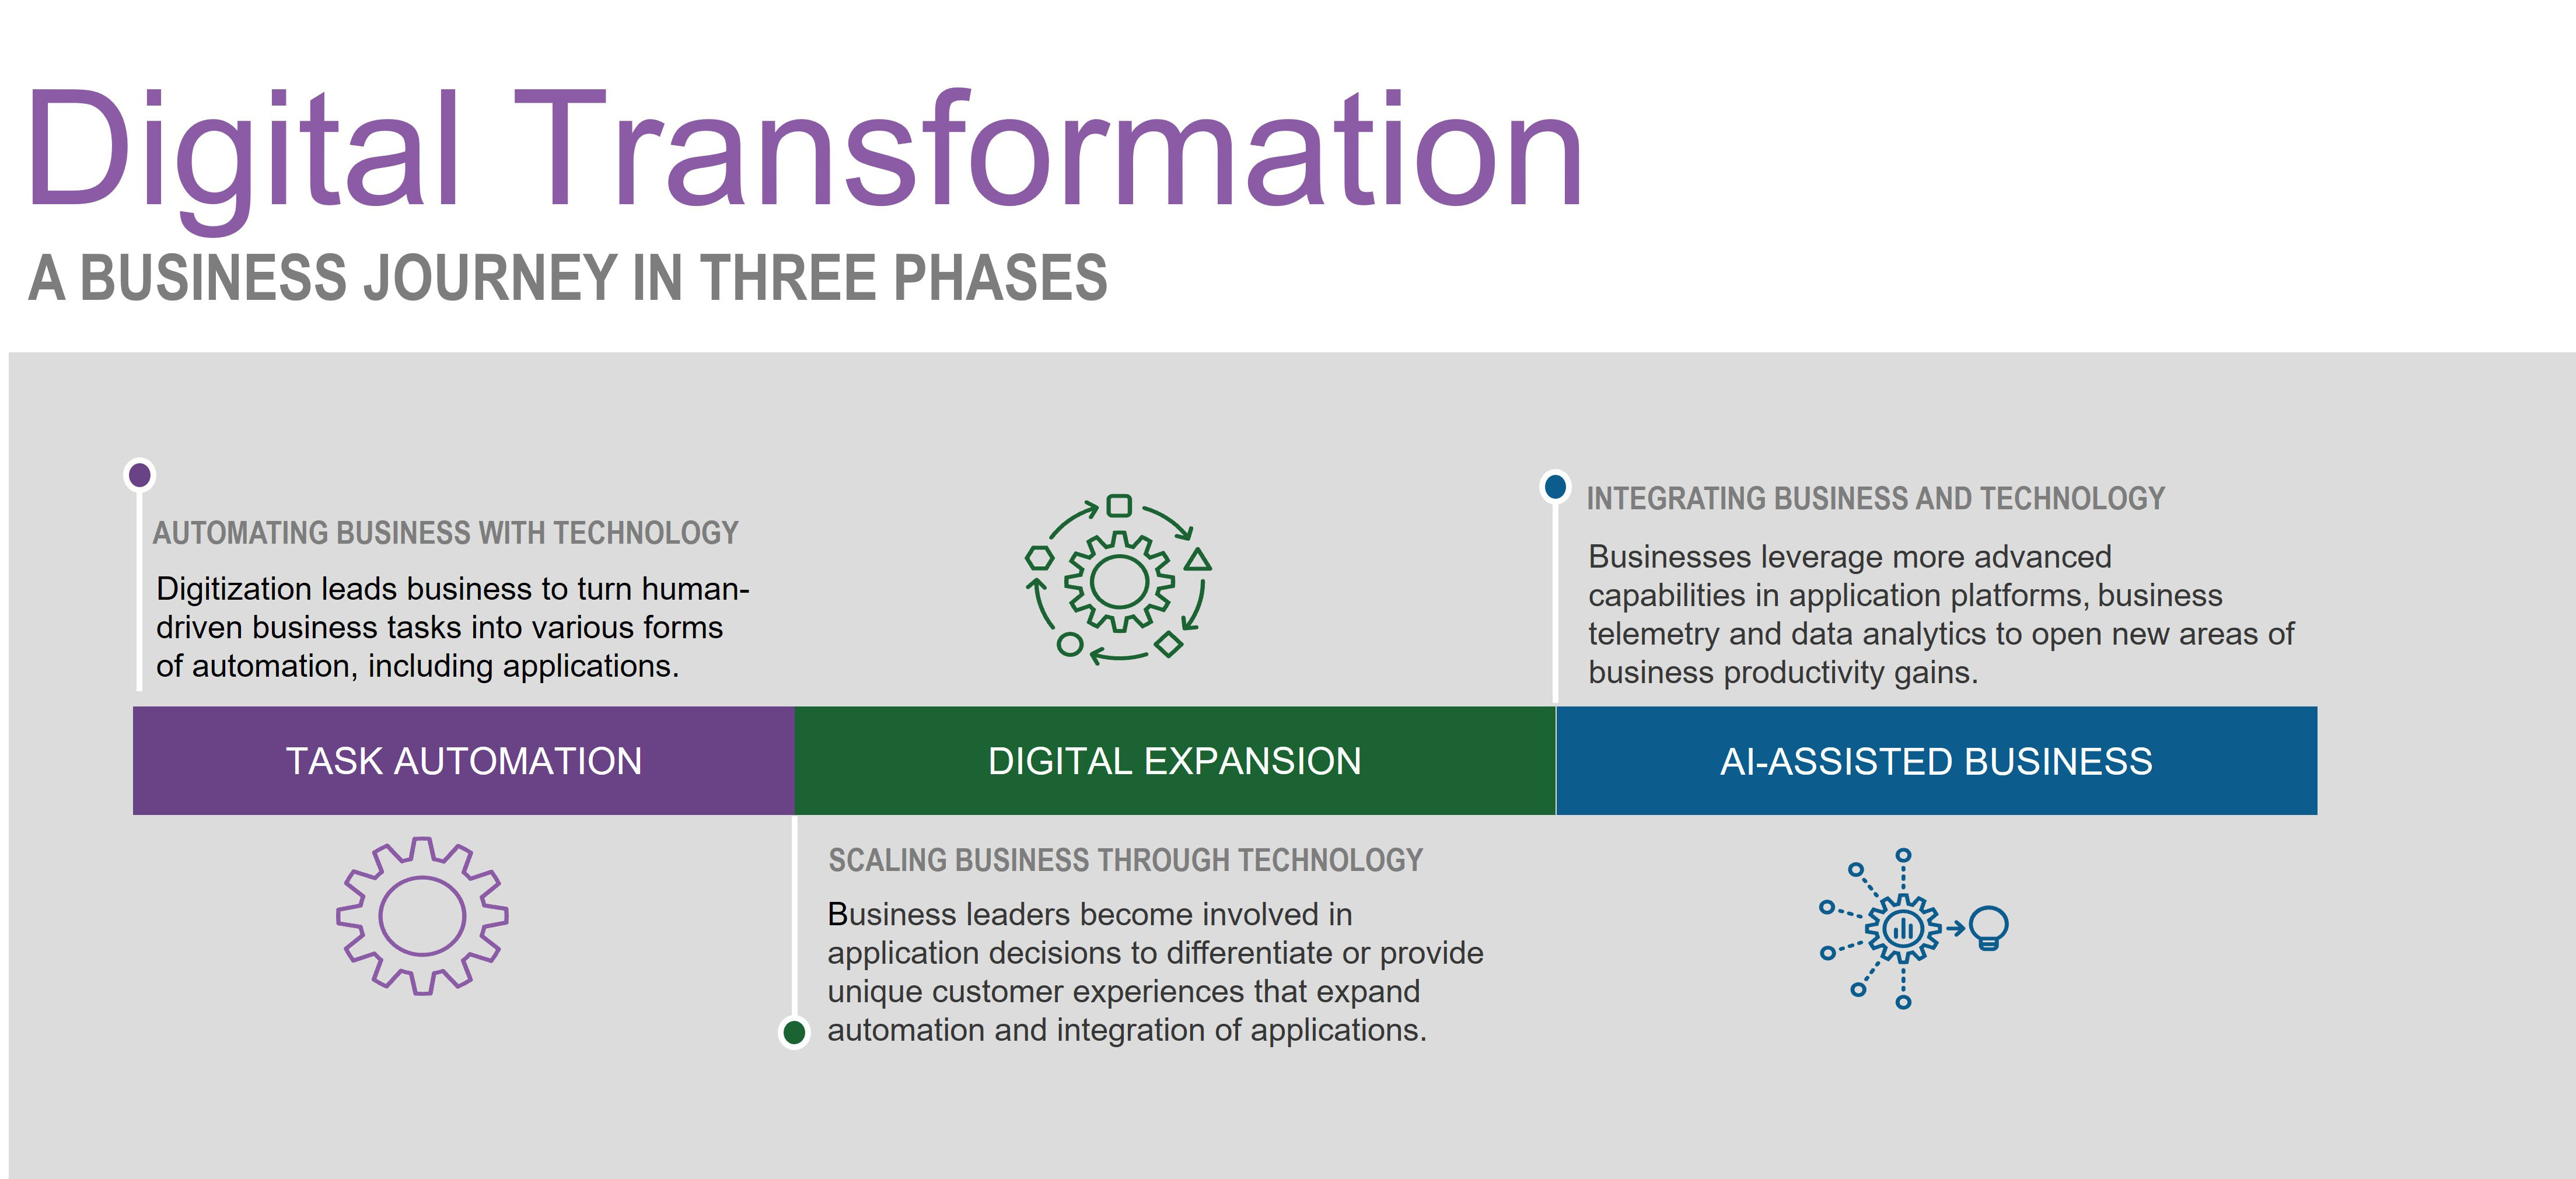 Digital Transformation
A BUSINESS JOURNEY IN THREE PHASES
AUTOMATING BUSINESS WITH TECHNOLOGY
Digitization leads business to turn human-
driven business tasks into various forms
of automation, including applications.
TASK AUTOMATION
DIGITAL EXPANSION
SCALING BUSINESS THROUGH TECHNOLOGY
Business leaders become involved in
application decisions to differentiate or provide
unique customer experiences that expand
automation and integration of applications.
INTEGRATING BUSINESS AND TECHNOLOGY
Businesses leverage more advanced
capabilities in application platforms, business
telemetry and data analytics to open new areas of
business productivity gains.
AI-ASSISTED BUSINESS